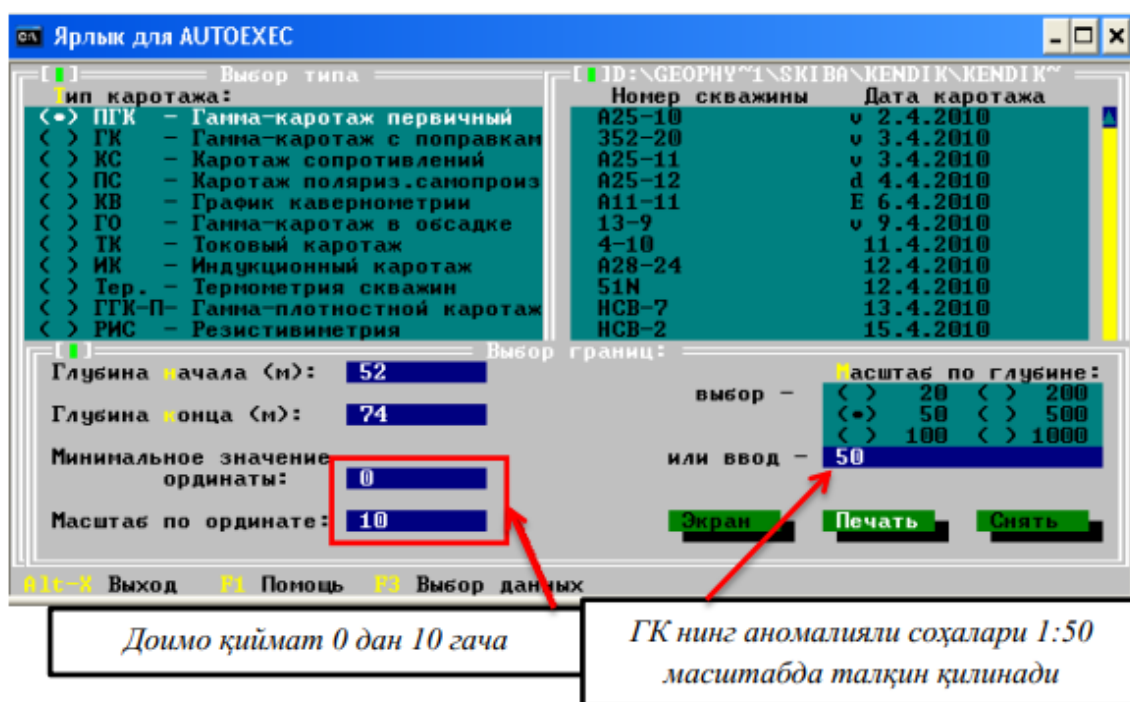 Ярлык для AUTOEXEC
Выбор типа
Тип каротажа:
(•) ПГК - Гамма-каротаж первичный
( ) ГК - Гамма-каротаж с поправкам
( ) КС - Каротаж сопротивлений
( ) ПС - Каротаж поляриз.самопроиз
( ) КВ - График кавернометрии
( ) ГО - Гамма-каротаж в обсадке
( ) ТК - Токовый каротаж
( ) ИК - Индукционный каротаж
( ) Тер. - Термометрия скважин
( ) ГГК-П- Гамма-плотностной каротаж
( ) РИС - Резистивиметрия
D:\GEOPHY~1\SKIBA\KENDIK\KENDIK~
Номер скважины Дата каротажа
A25-10 v 2.4.2010
352-20 v 3.4.2010
A25-11 v 3.4.2010
A25-12 d 4.4.2010
A11-11 E 6.4.2010
13-9 v 9.4.2010
4-10 11.4.2010
A28-24 12.4.2010
51N 12.4.2010
НСВ-7 13.4.2010
НСВ-2 15.4.2010
Выбор границ:
Глубина начала (м): 52
Глубина конца (м): 74
Минимальное значение
ординаты: 0
Масштаб по ординате: 10
Масштаб по глубине:
выбор - ( ) 20 ( ) 200
(•) 50 ( ) 500
( ) 100 ( ) 1000
или ввод - 50
Экран Печать Снять
Alt-X Выход F1 Помощь F3 Выбор данных
Доимо қиймат 0 дан 10 гача
ГК нинг аномалияли соҳалари 1:50
масштабда талқин қилинади